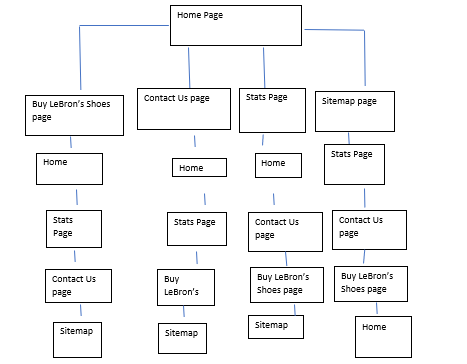 Home Page
Buy LeBron's Shoes
page
Contact Us page
Stats Page
Sitemap page
Home
Home
Home
Stats Page
Stats
Page
Stats Page
Contact Us
page
Contact Us
page
Contact Us
page
Buy
LeBron's
Buy LeBron's
Shoes page
Buy LeBron's
Shoes page
Sitemap
Sitemap
Sitemap
Home